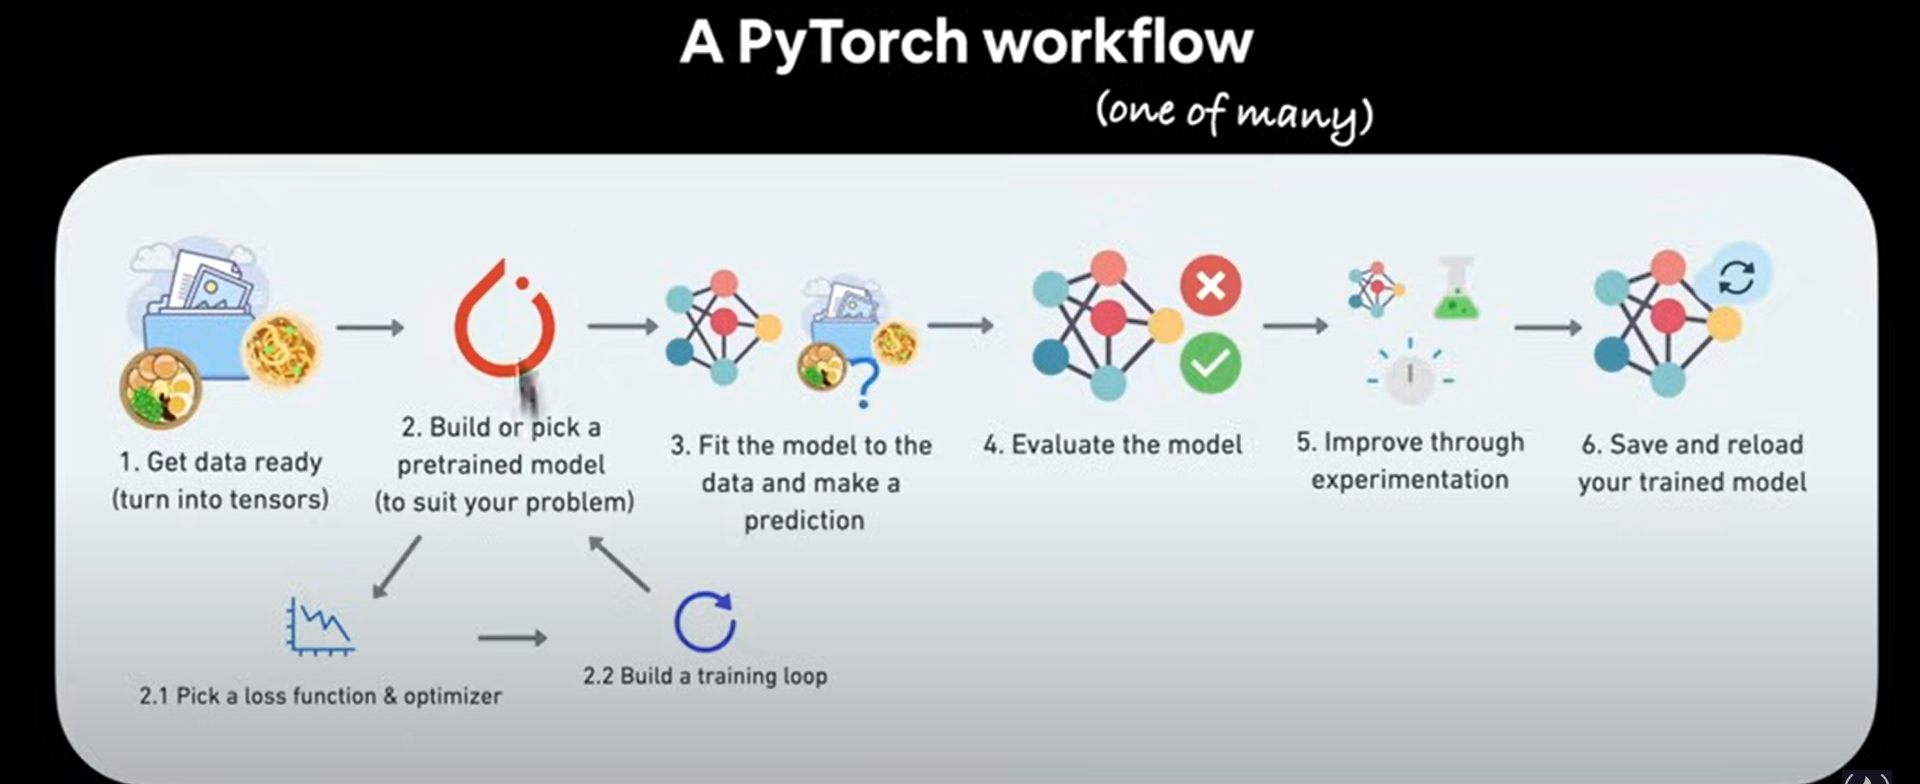 A PyTorch workflow
(one of many)
1. Get data ready
(turn into tensors)
2. Build or pick a
pretrained model
(to suit your problem)
3. Fit the model to the
data and make a
prediction
4. Evaluate the model
5. Improve through
experimentation
6. Save and reload
your trained model
2.1 Pick a loss function & optimizer
2.2 Build a training loop